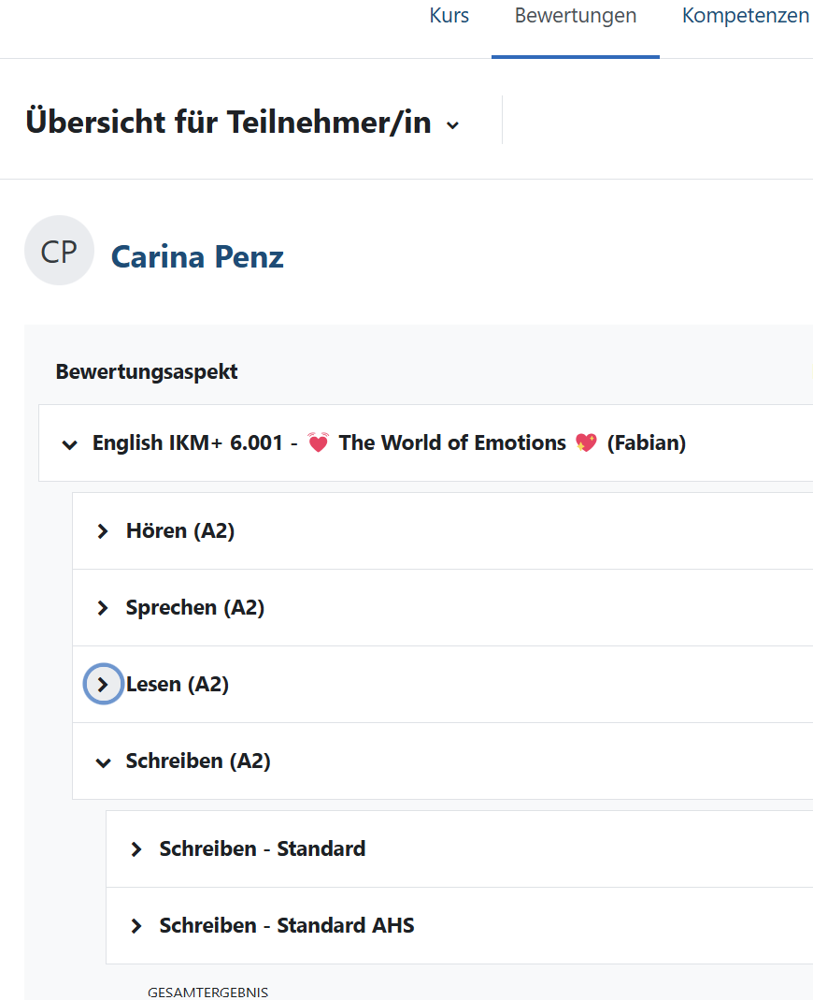 Kurs Bewertungen Kompetenzen
Übersicht für Teilnehmer/in
CP Carina Penz
Bewertungsaspekt
English IKM+ 6.001 - 💓 The World of Emotions 💖 (Fabian)
Hören (A2)
Sprechen (A2)
Lesen (A2)
Schreiben (A2)
Schreiben - Standard
Schreiben - Standard AHS
GESAMTERGEBNIS